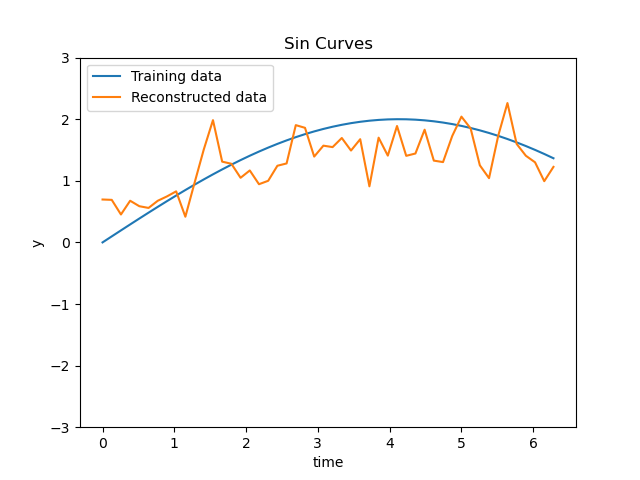 Sin Curves
Training data
Reconstructed data
3
2
1
0
−1
−2
−3
y
0 1 2 3 4 5 6
time